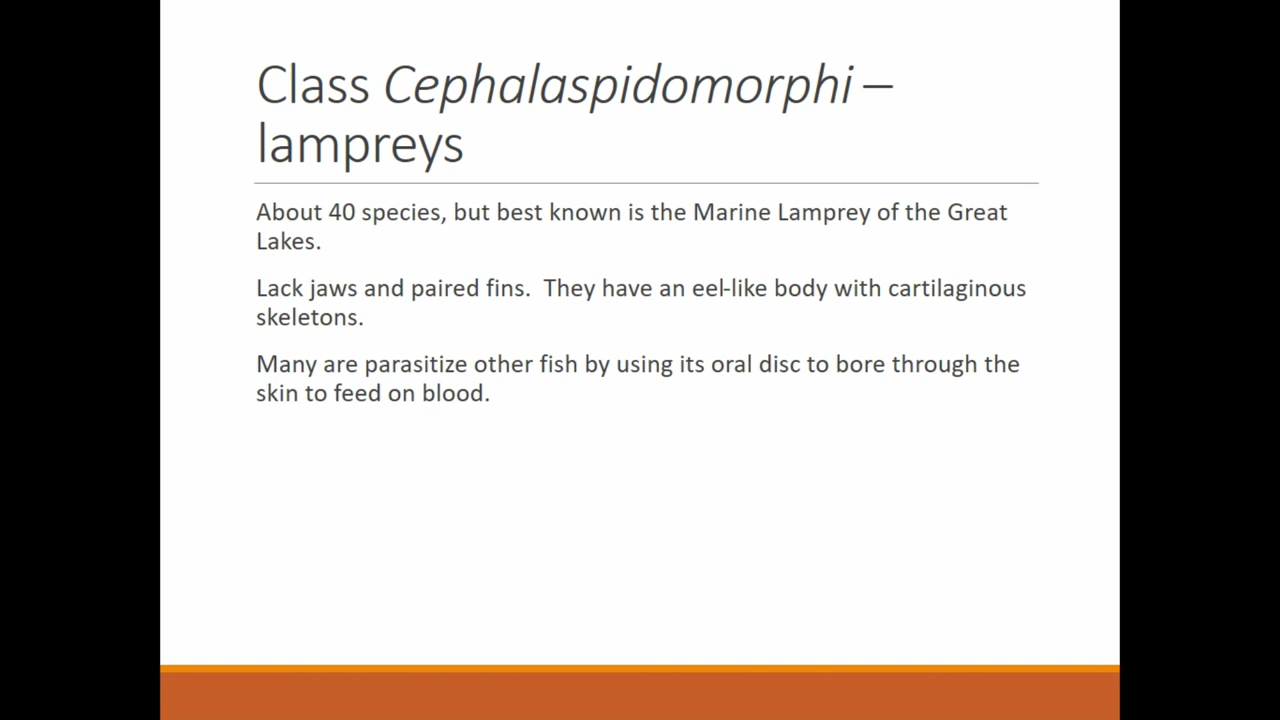 Class Cephalaspidomorphi –
lampreys
About 40 species, but best known is the Marine Lamprey of the Great
Lakes.
Lack jaws and paired fins.  They have an eel-like body with cartilaginous
skeletons.
Many are parasitize other fish by using its oral disc to bore through the
skin to feed on blood.